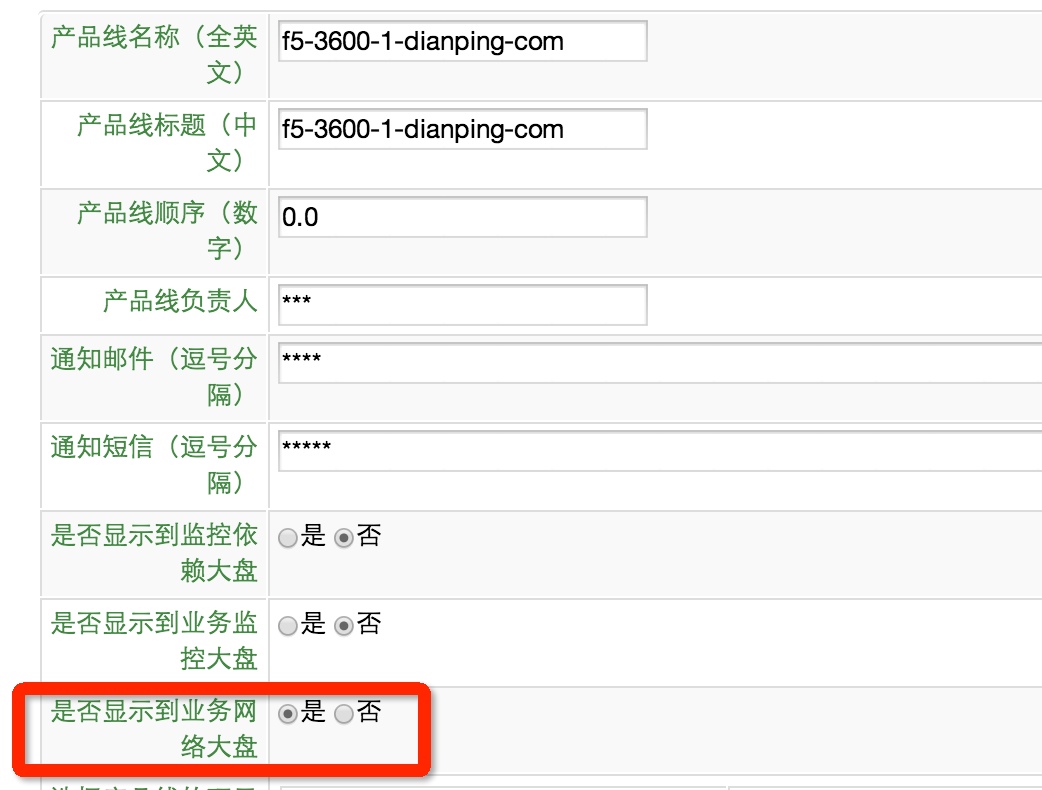 产品线名称（全英
文）
f5-3600-1-dianping-com
产品线标题（中
文）
f5-3600-1-dianping-com
产品线顺序（数
字）
0.0
产品线负责人
***
通知邮件（逗号分
隔）
****
通知短信（逗号分
隔）
*****
是否显示到监控依
赖大盘
是 否
是否显示到业务监
控大盘
是 否
是否显示到业务网
络大盘
是 否